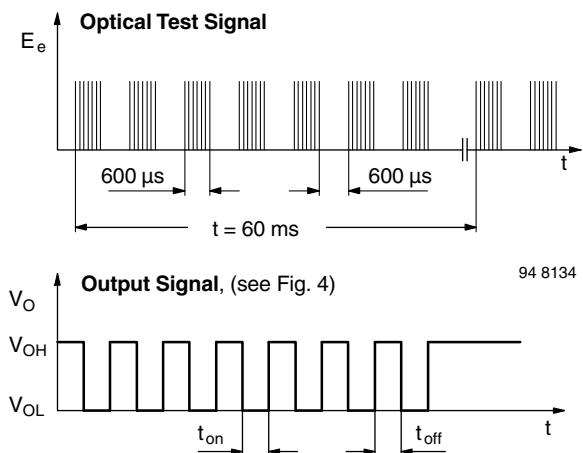 Optical Test Signal
E e
t
600 µs
600 µs
t = 60 ms
94 8134
Output Signal, (see Fig. 4)
VO
VOH
VOL
ton
toff
t